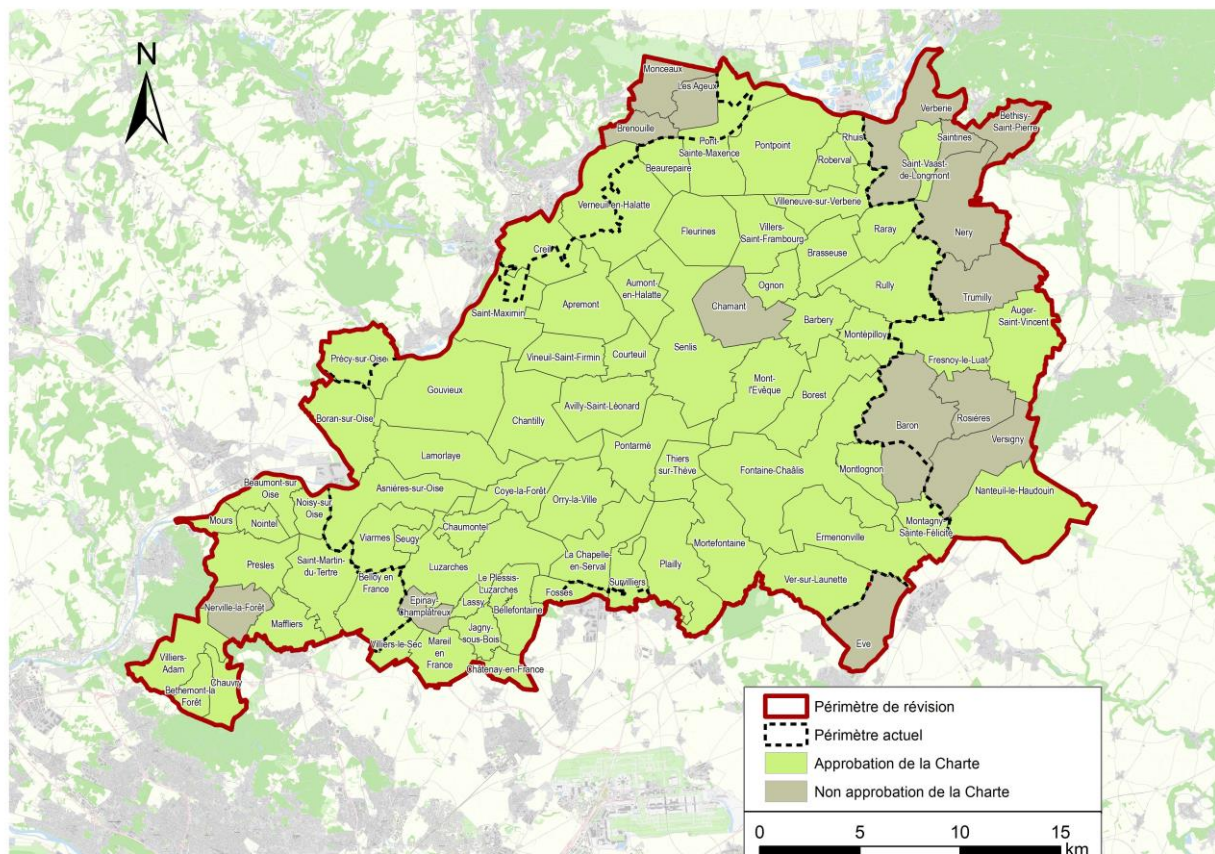 N
Monceaux
Les Ageux
Brenouille
Verberie
Bethisy-
Saint-Pierre
Saintines
Rhuis
Pont-
Sainte-Maxence
Pontpoint
Roberval
Saint-Vaast-
de-Longmont
Beaurepaire
Verneuil-en-Halatte
Villeneuve-sur-Verberie
Fleurines
Villers-
Saint-Frambourg
Raray
Nery
Creil
Brasseuse
Aumont-
en-Halatte
Ognon
Rully
Trumilly
Apremont
Chamant
Saint-Maximin
Barbery
Montépilloy
Auger-
Saint-Vincent
Précy-sur-Oise
Vineuil-Saint-Firmin
Courteuil
Senlis
Fresnoy-le-Luat
Gouvieux
Mont-
l'Evêque
Borest
Boran-sur-Oise
Avilly-Saint-Léonard
Chantilly
Baron
Rosières
Versigny
Pontarmé
Lamorlaye
Thiers
sur-Thève
Fontaine-Chaâlis
Montlognon
Nanteuil-le-Haudouin
Beaumont-sur
Oise
Noisy-sur
Oise
Asnières-sur-Oise
Coye-la-Forêt
Orry-la-Ville
Mours
Nointel
Viarmes
Seugy
Chaumontel
Mortefontaine
Ermenonville
Montagny-
Sainte-Félicité
Presles
Saint-Martin-
du-Tertre
Luzarches
La Chapelle-
en-Serval
Plailly
Belloy en
France
Le Plessis-
Luzarches
Survilliers
Ver-sur-Launette
Fosses
Nerville-la-Forêt
Epinay-
Champlatreux
Lassy
Bellefontaine
Maffliers
Jagny-
sous-Bois
Villiers-le-Sec
Mareil
en
France
Eve
Villiers-
Adam
Châtenay-en-France
Bethemont-la
Forêt
Chauvry
Périmètre de révision
Périmètre actuel
Approbation de la Charte
Non approbation de la Charte
0 5 10 15
km